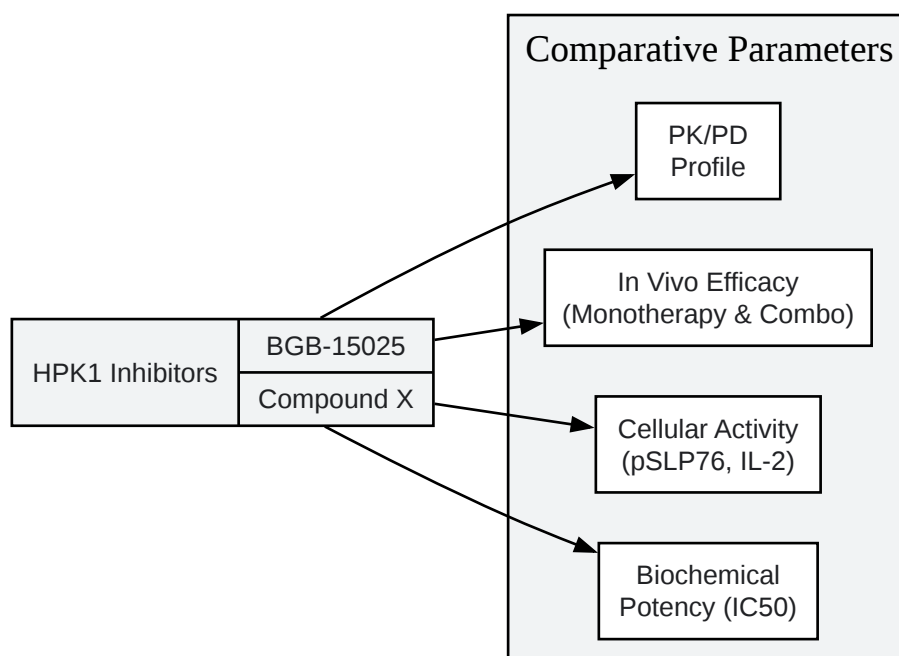 Comparative Parameters
PK/PD
Profile
In Vivo Efficacy
(Monotherapy & Combo)
HPK1 Inhibitors
BGB-15025
Compound X
Cellular Activity
(pSLP76, IL-2)
Biochemical
Potency (IC50)